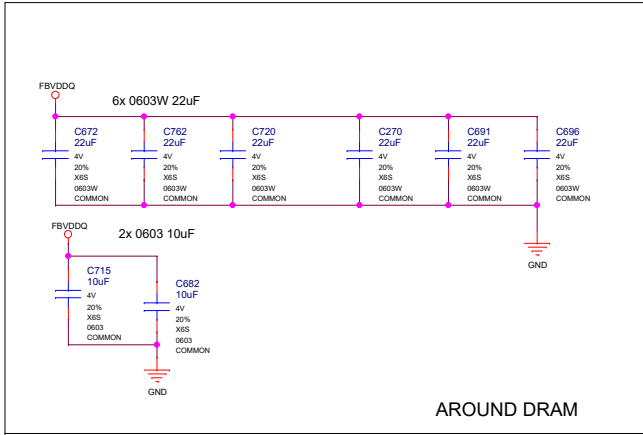 FBVDDQ
6x 0603W 22uF
C672
22uF
4V
20%
X6S
0603W
COMMON
C762
22uF
4V
20%
X6S
0603W
COMMON
C720
22uF
4V
20%
X6S
0603W
COMMON
C270
22uF
4V
20%
X6S
0603W
COMMON
C691
22uF
4V
20%
X6S
0603W
COMMON
C696
22uF
4V
20%
X6S
0603W
COMMON
GND
FBVDDQ
2x 0603 10uF
C715
10uF
4V
20%
X6S
0603
COMMON
C682
10uF
4V
20%
X6S
0603
COMMON
GND
AROUND DRAM